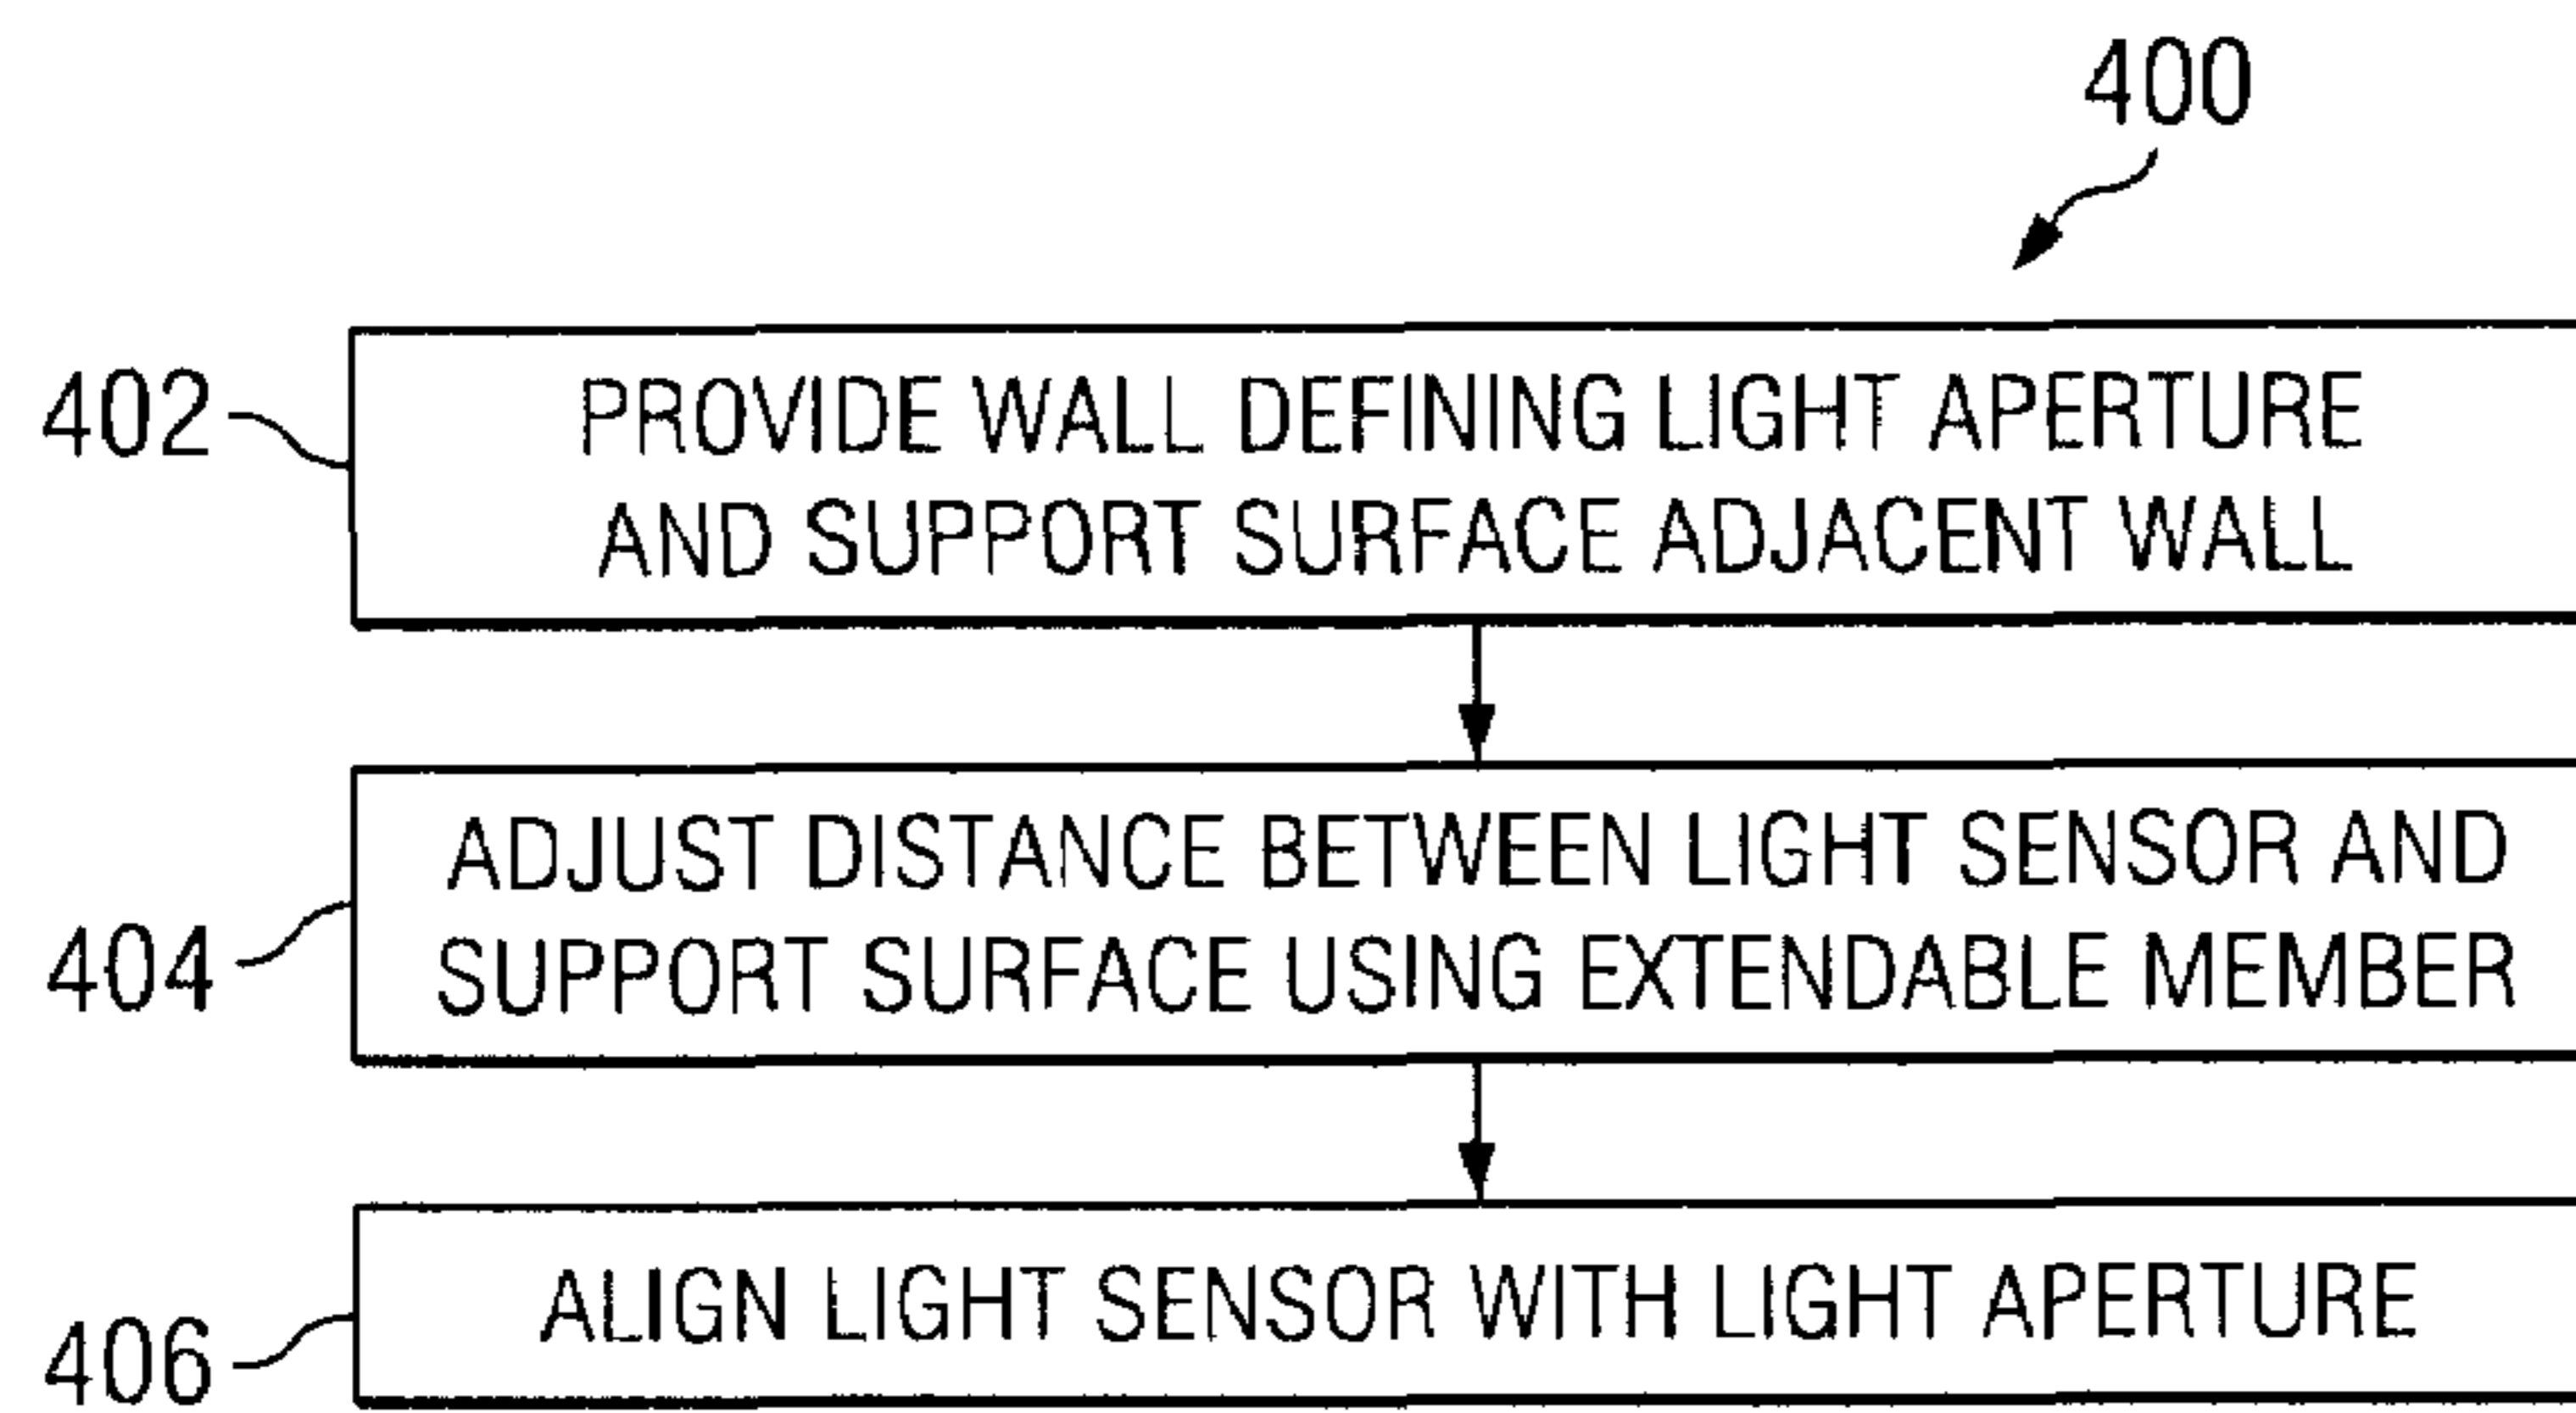 400
402
PROVIDE WALL DEFINING LIGHT APERTURE
AND SUPPORT SURFACE ADJACENT WALL
404
ADJUST DISTANCE BETWEEN LIGHT SENSOR AND
SUPPORT SURFACE USING EXTENDABLE MEMBER
406
ALIGN LIGHT SENSOR WITH LIGHT APERTURE